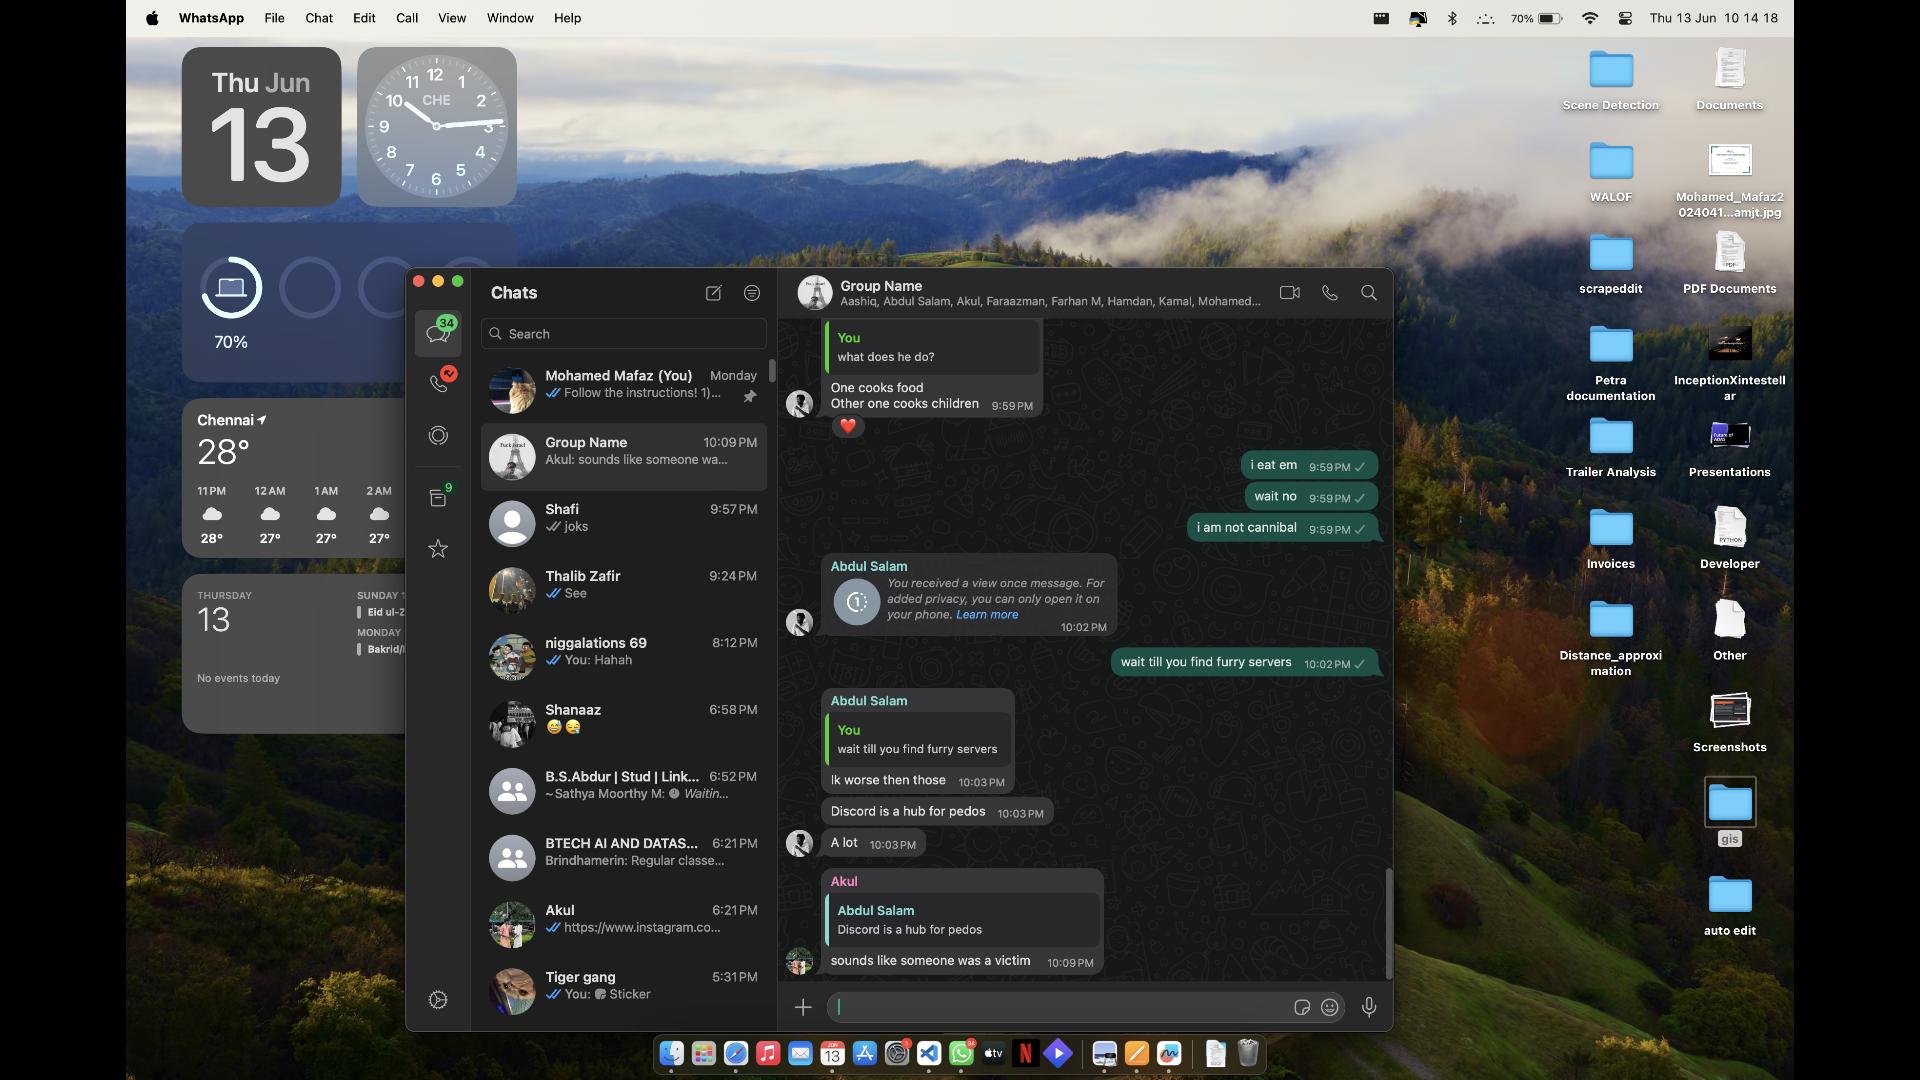 WhatsApp File Chat Edit Call View Window Help
70% Thu 13 Jun 10 14 18
Thu Jun
13
12
11 1
10 CHE 2
9 3
8 4
7 5
6
70%
Chennai
28°
11 PM 12 AM 1 AM 2 AM
28° 27° 27° 27°
THURSDAY
13
No events today
SUNDAY 1
Eid ul-Z
MONDAY
Bakrid/I
34
9
Chats
Search
Mohamed Mafaz (You) Monday
Follow the instructions! 1)...
Group Name 10:09 PM
Akul: sounds like someone wa...
Shafi 9:57 PM
joks
Thalib Zafir 9:24 PM
See
niggalations 69 8:12 PM
You: Hahah
Shanaaz 6:58 PM
😅😪
B.S.Abdur | Stud | Link... 6:52 PM
~Sathya Moorthy M: Waitin...
BTECH AI AND DATAS... 6:21 PM
Brindhamerin: Regular classe...
Akul 6:21 PM
https://www.instagram.co...
Tiger gang 5:31 PM
You: Sticker
Group Name
Aashiq, Abdul Salam, Akul, Faraazman, Farhan M, Hamdan, Kamal, Mohamed...
You
what does he do?
One cooks food
Other one cooks children 9:59 PM
❤️
i eat em 9:59 PM
wait no 9:59 PM
i am not cannibal 9:59 PM
Abdul Salam
You received a view once message. For
added privacy, you can only open it on
your phone. Learn more
10:02 PM
wait till you find furry servers 10:02 PM
Abdul Salam
You
wait till you find furry servers
Ik worse then those 10:03 PM
Discord is a hub for pedos 10:03 PM
A lot 10:03 PM
Akul
Abdul Salam
Discord is a hub for pedos
sounds like someone was a victim 10:09 PM
Scene Detection
WALOF
scrapeddit
Petra
documentation
Trailer Analysis
Invoices
Distance_approxi
mation
Documents
Mohamed_Mafaz2
024041...amjt.jpg
PDF
PDF Documents
InceptionXintestell
ar
Presentations
PYTHON
Developer
Other
Screenshots
gis
auto edit
JUN
13
1
34
tv
N